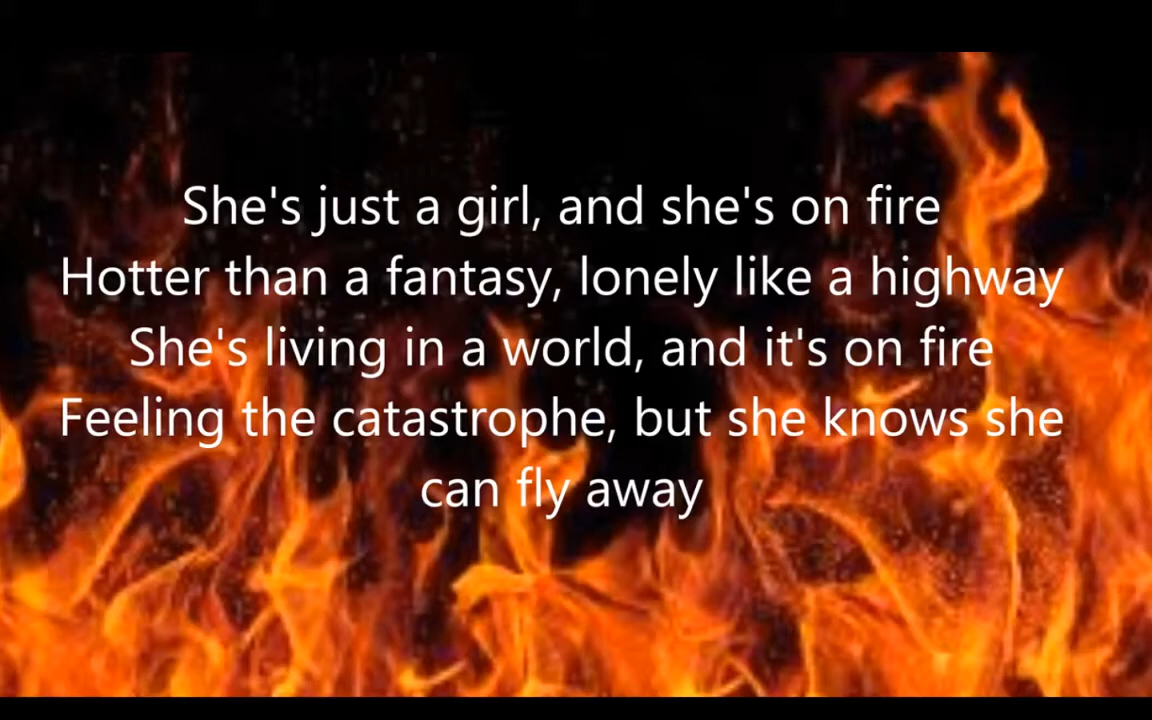 She's just a girl, and she's on fire
Hotter than a fantasy, lonely like a highway
She's living in a world, and it's on fire
Feeling the catastrophe, but she knows she
can fly away